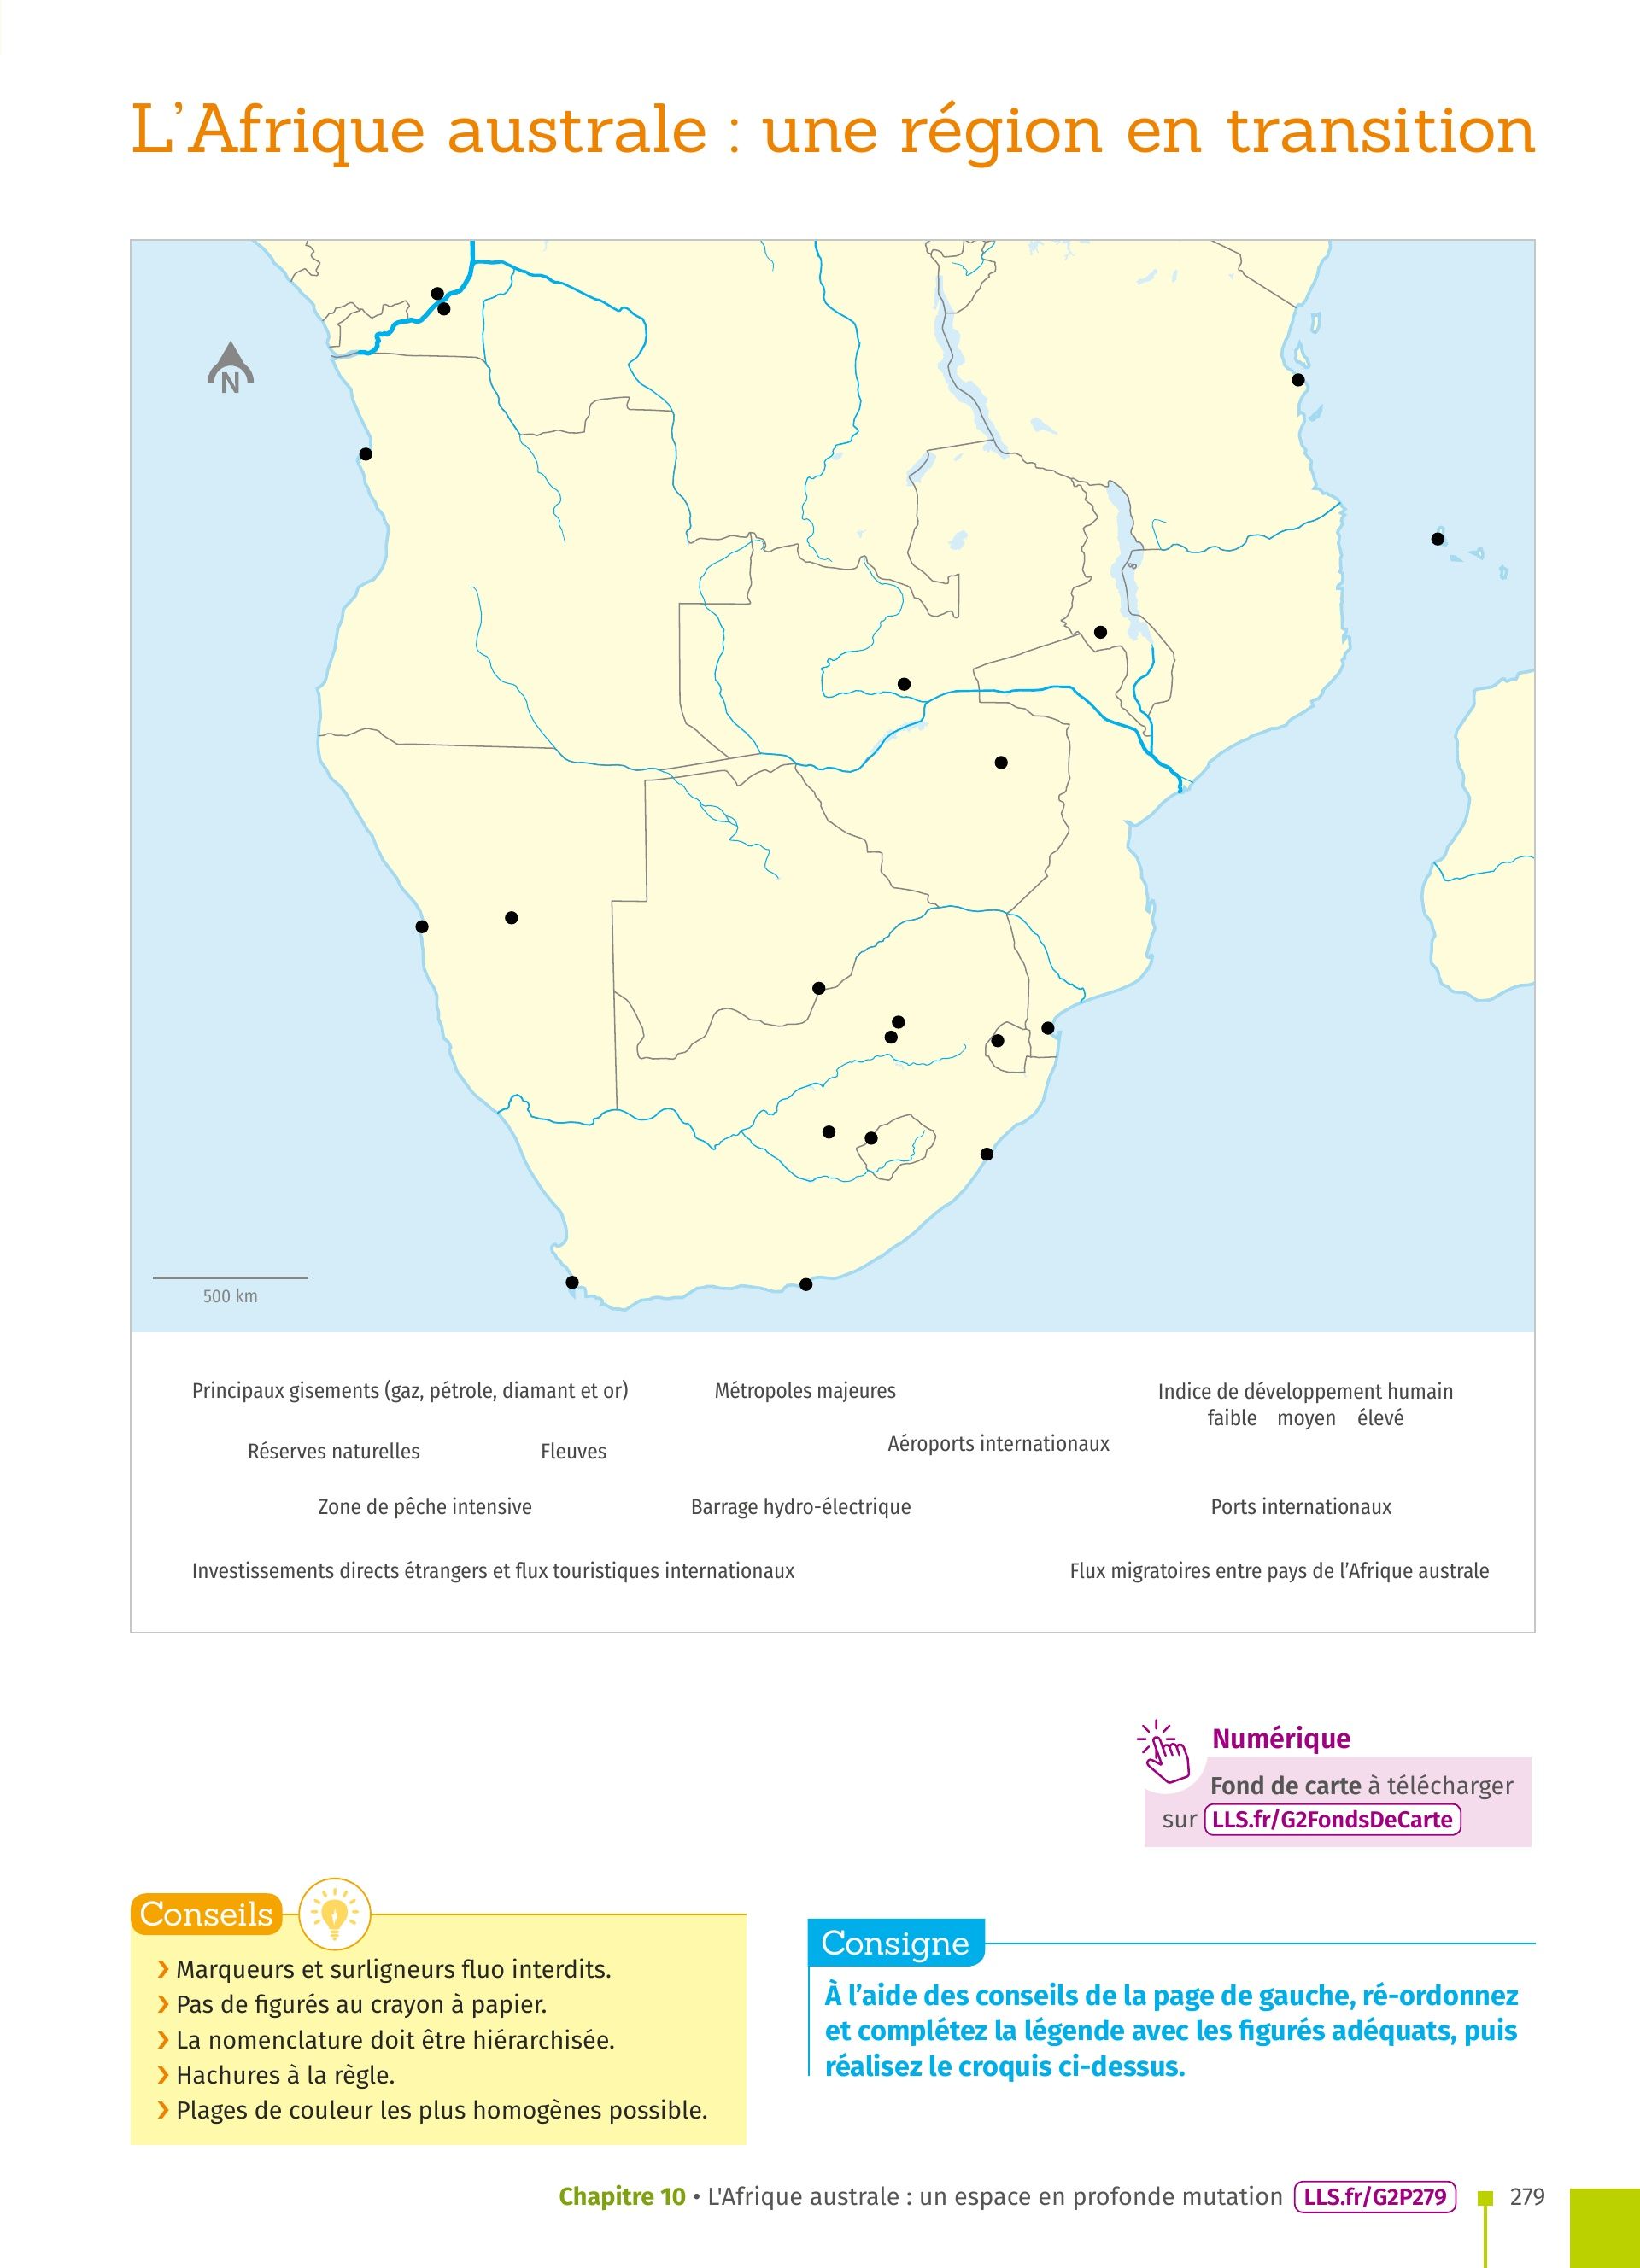 L’Afrique australe : une région en transition
N
500 km
Principaux gisements (gaz, pétrole, diamant et or)
Métropoles majeures
Indice de développement humain
faible moyen élevé
Aéroports internationaux
Réserves naturelles
Fleuves
Zone de pêche intensive
Barrage hydro-électrique
Ports internationaux
Investissements directs étrangers et flux touristiques internationaux
Flux migratoires entre pays de l’Afrique australe
Numérique
Fond de carte à télécharger
sur LLS.fr/G2FondsDeCarte
Conseils
› Marqueurs et surligneurs fluo interdits.
› Pas de figurés au crayon à papier.
› La nomenclature doit être hiérarchisée.
› Hachures à la règle.
› Plages de couleur les plus homogènes possible.
Consigne
À l’aide des conseils de la page de gauche, ré-ordonnez
et complétez la légende avec les figurés adéquats, puis
réalisez le croquis ci-dessus.
Chapitre 10 • L'Afrique australe : un espace en profonde mutation LLS.fr/G2P279 279